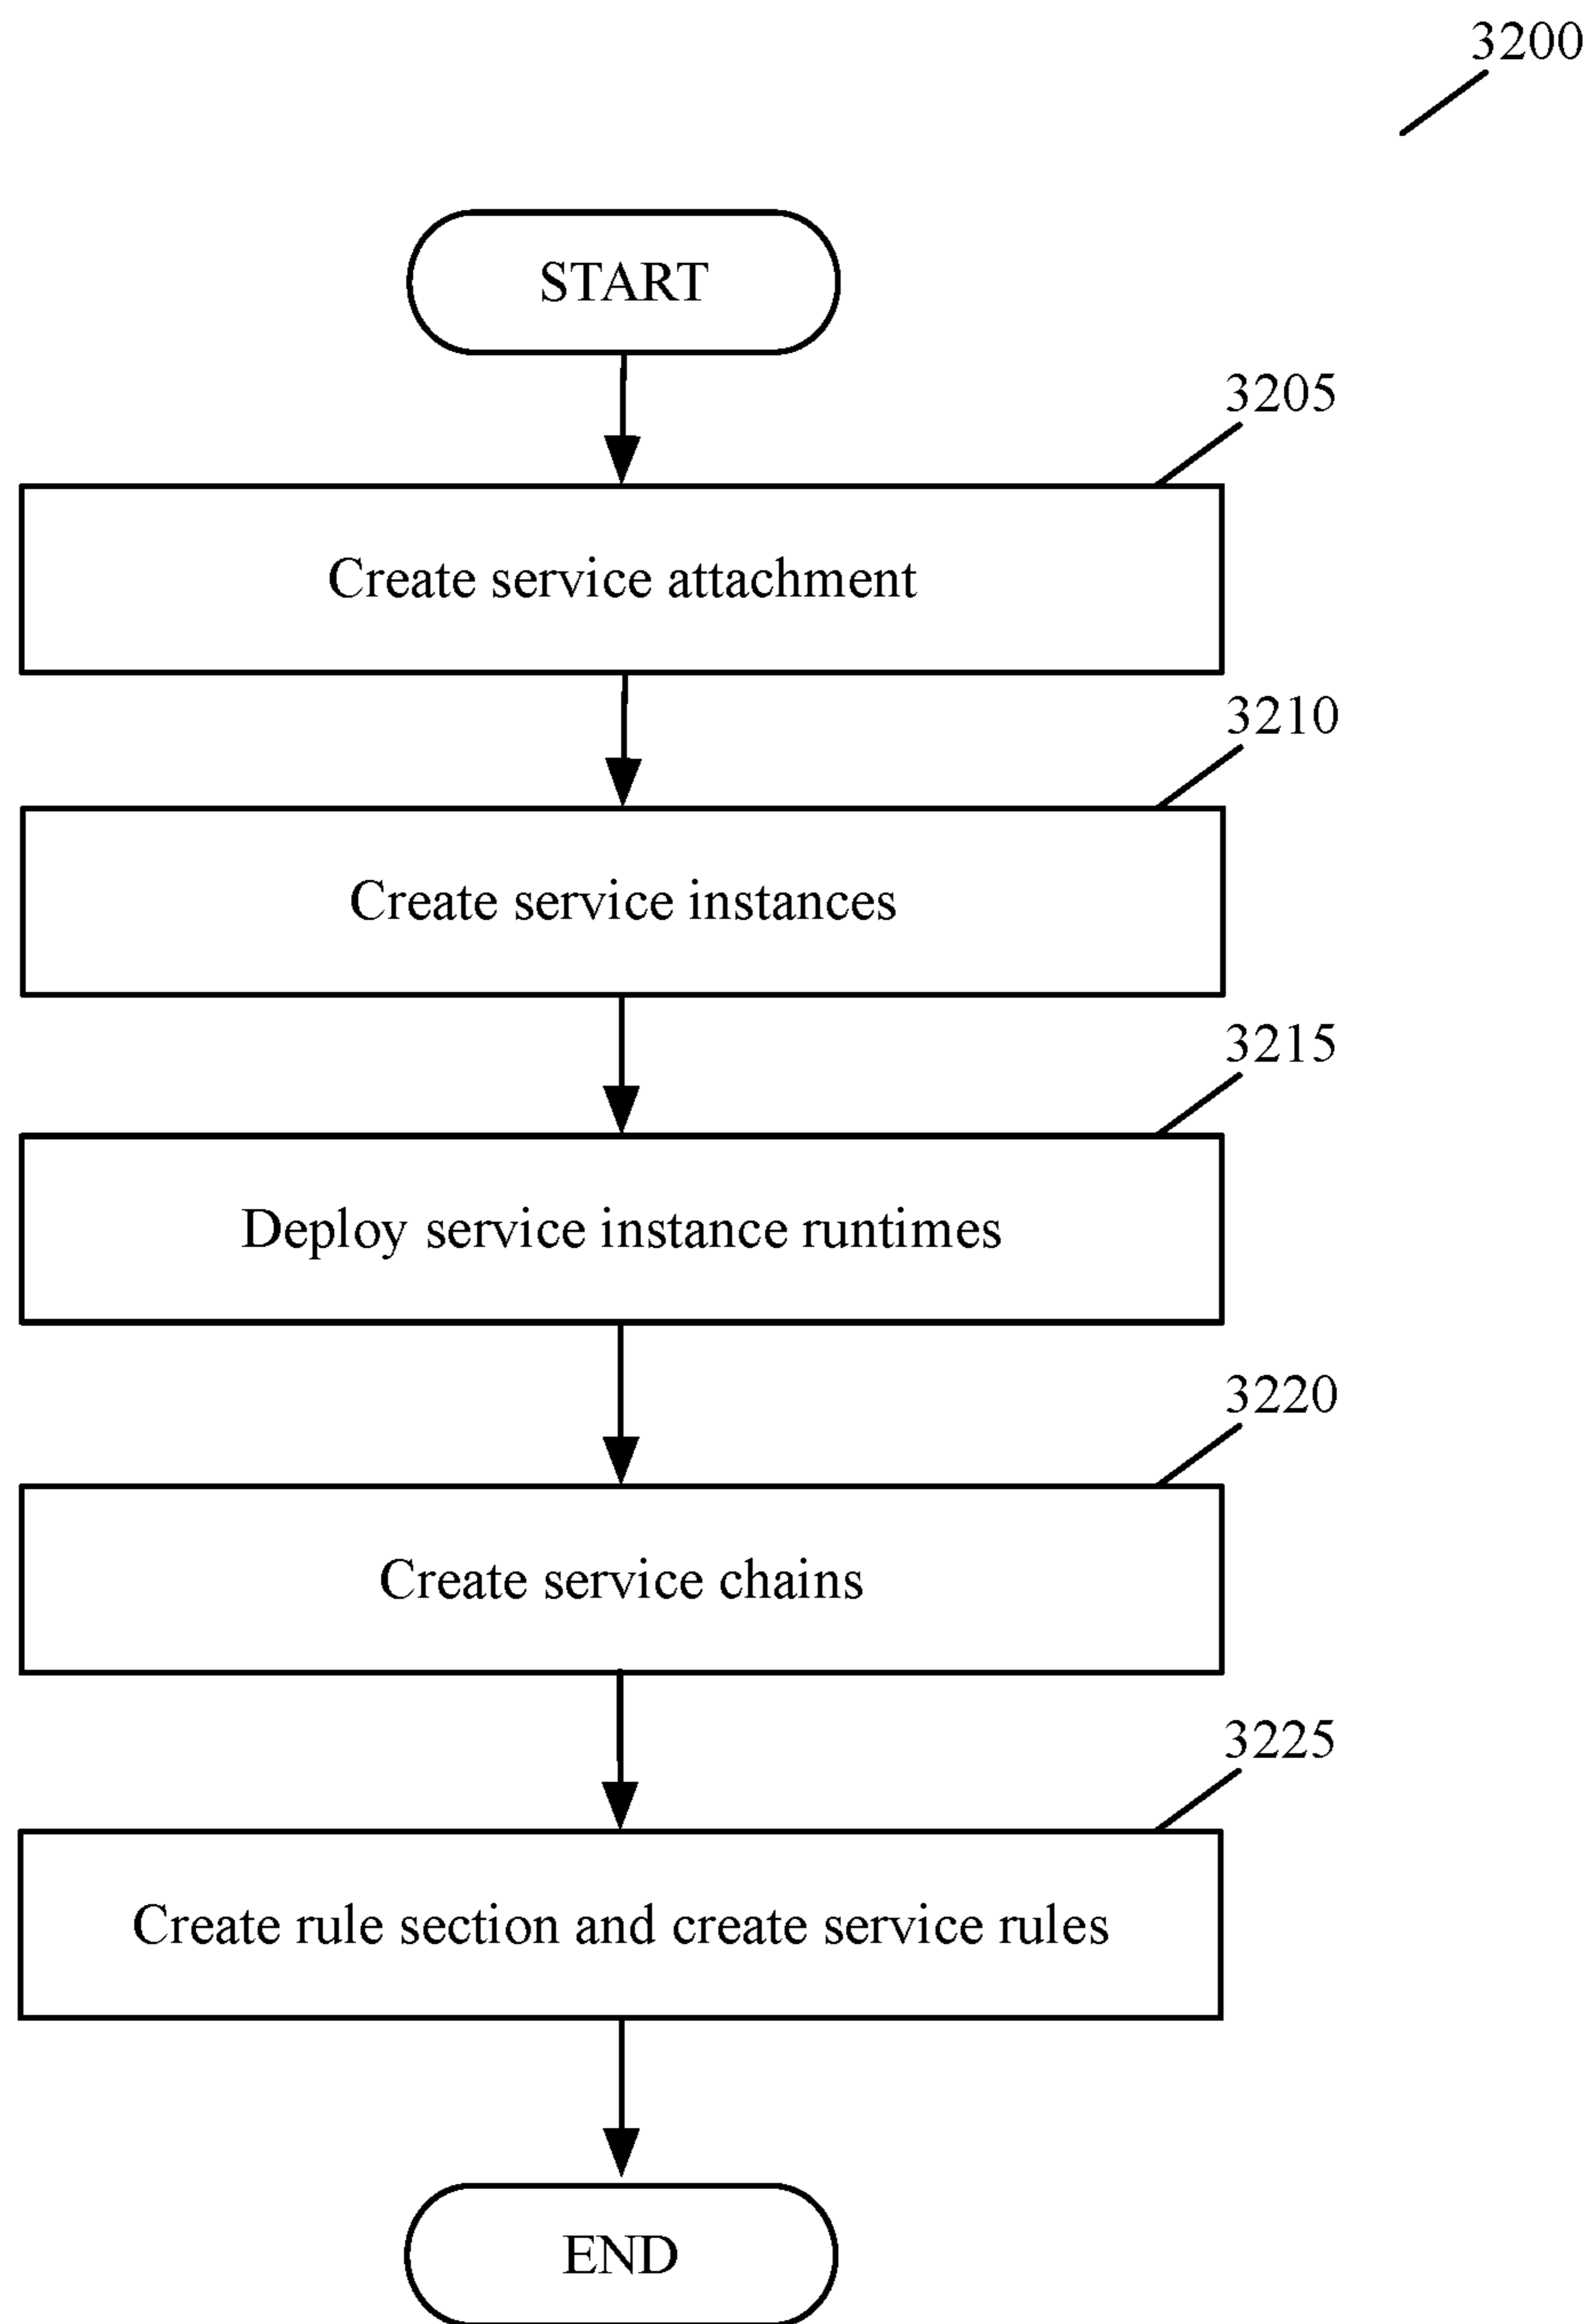 3200
START
3205
Create service attachment
3210
Create service instances
3215
Deploy service instance runtimes
3220
Create service chains
3225
Create rule section and create service rules
END